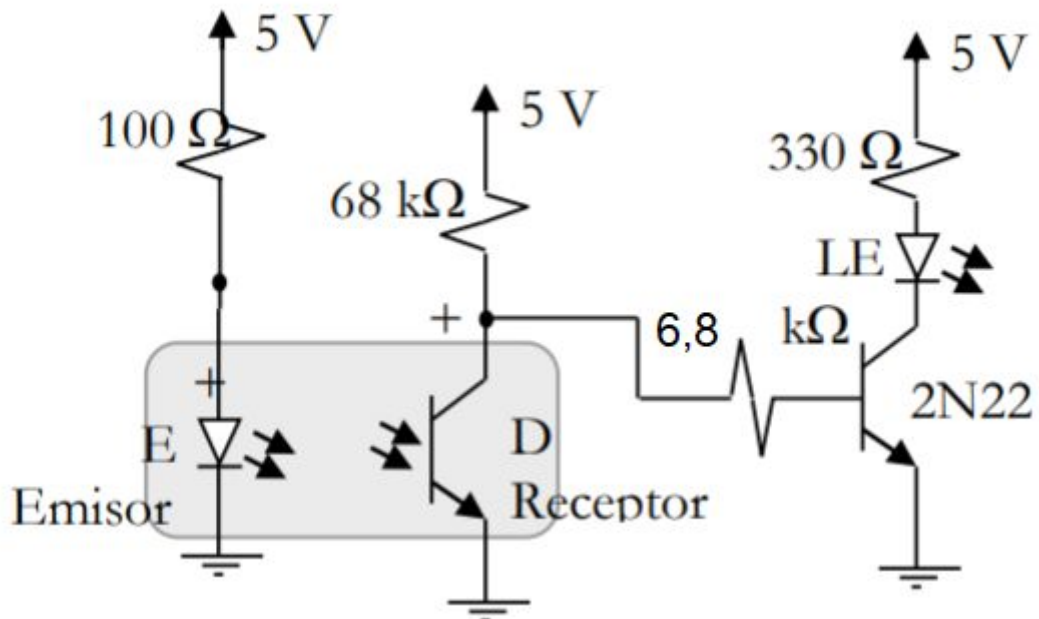 5 V
100 Ω
5 V
68 kΩ
5 V
330 Ω
LE
+
6,8 kΩ
2N22
+
E
Emisor
D
Receptor